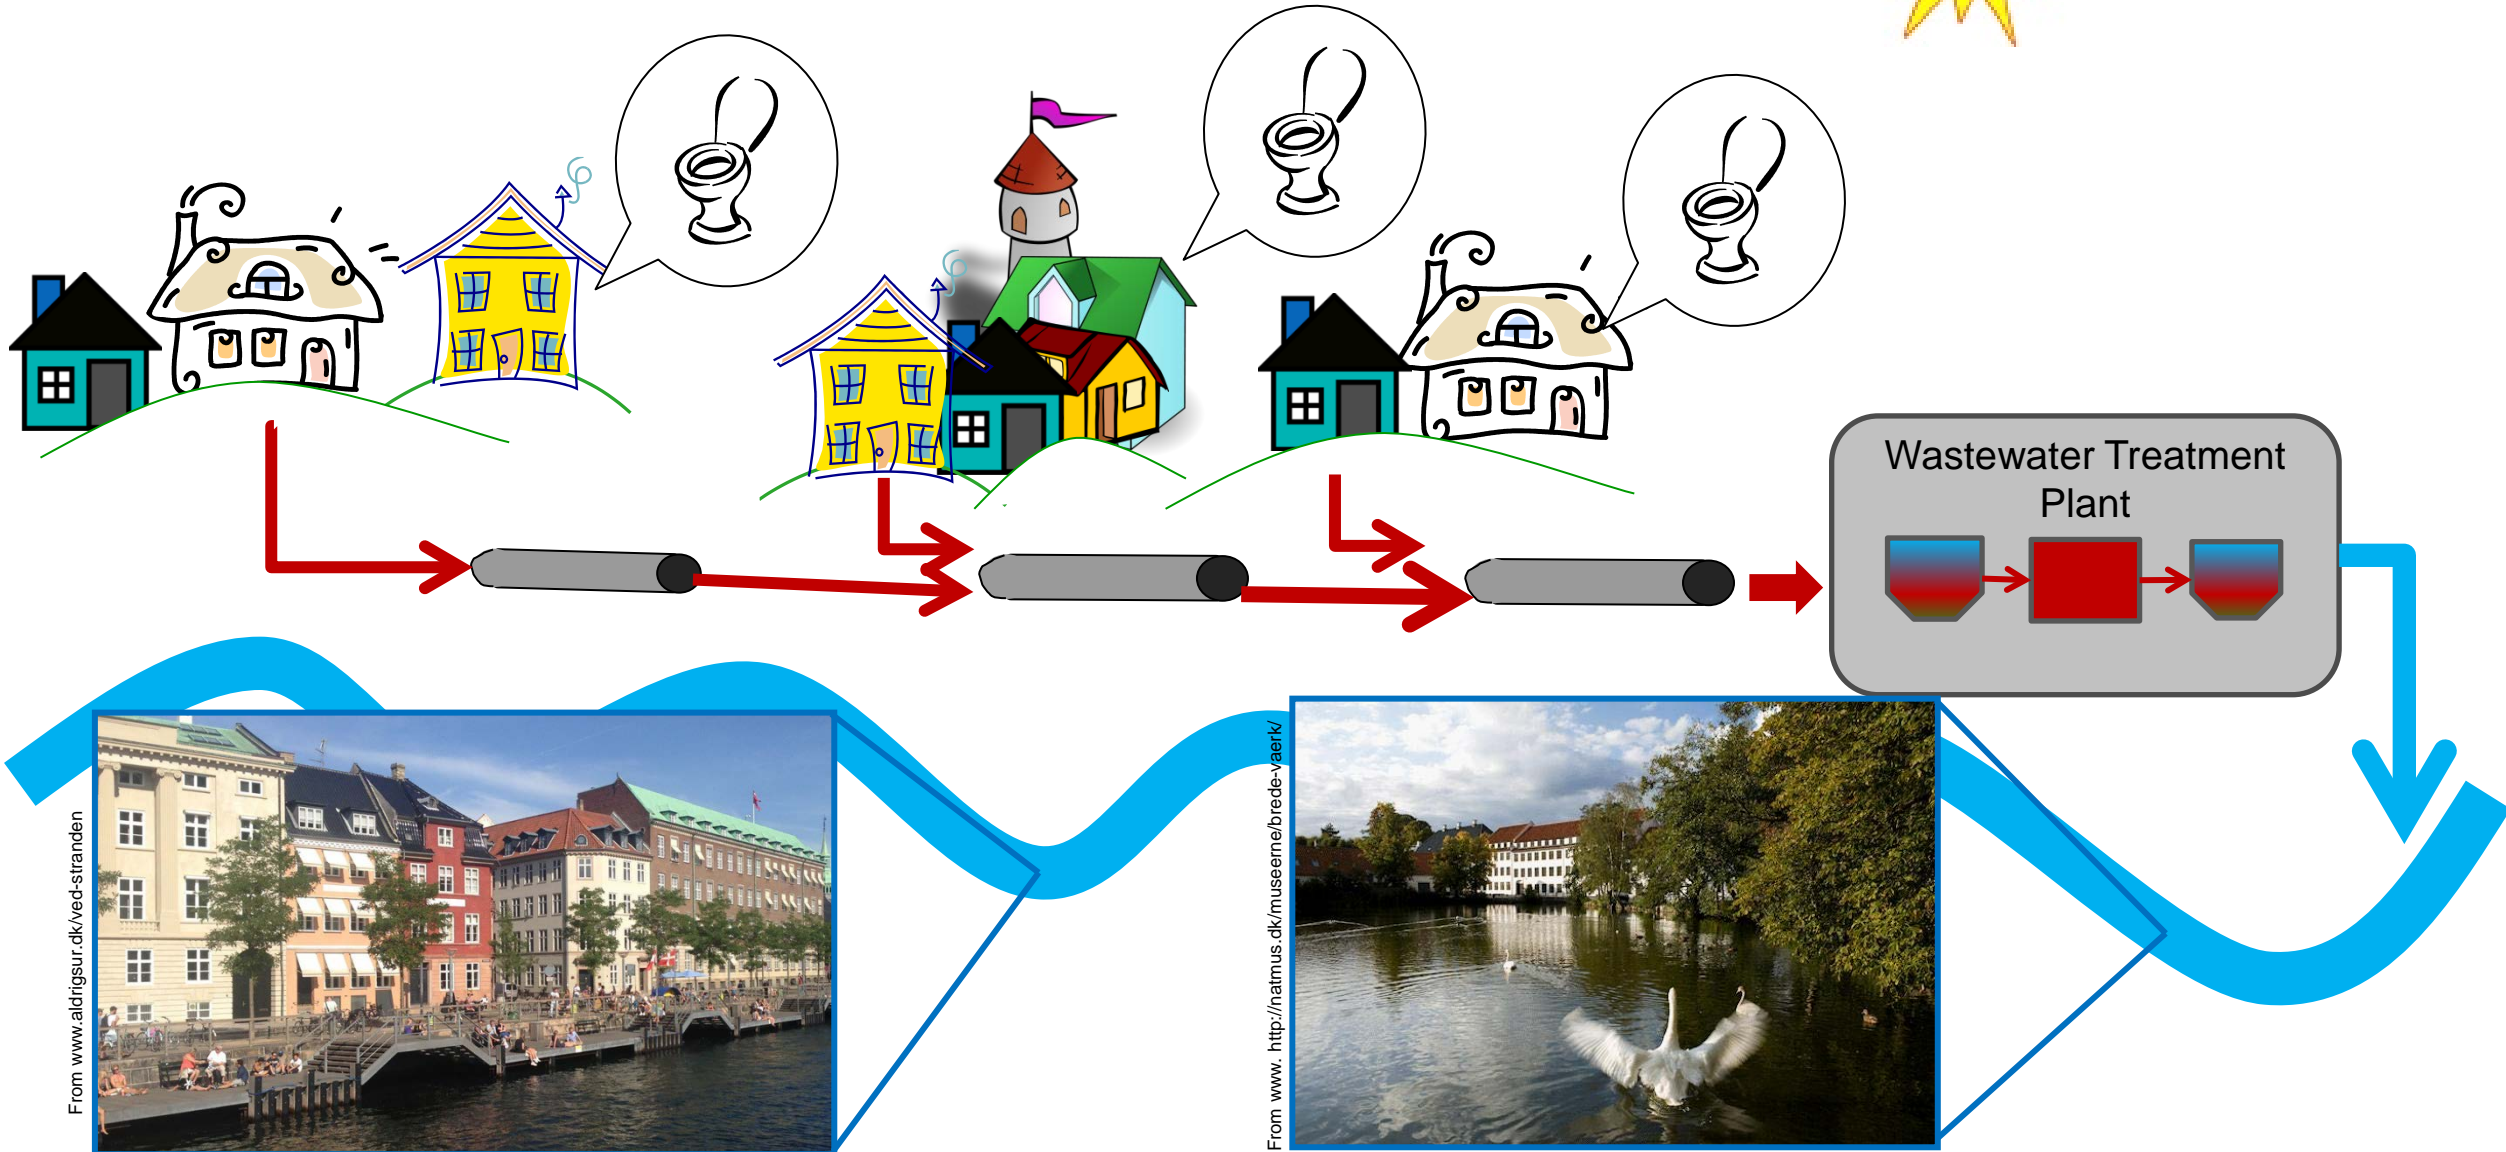 Wastewater Treatment
Plant
From www.aldrigsur.dk/ved-stranden
From www. http://natmus.dk/museerne/brede-vaerk/